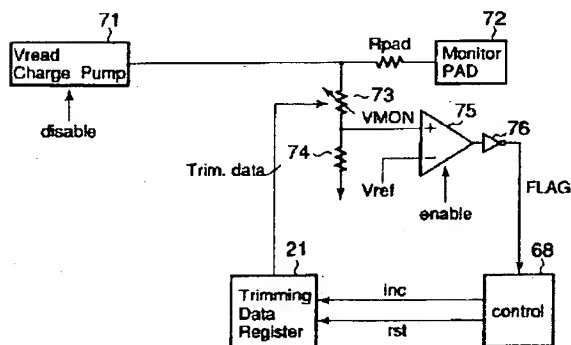 71
Vread
Charge Pump
disable
Rpad
72
Monitor
PAD
73
VMON
75
76
74
Trim. data
Vref
enable
FLAG
21
Trimming
Data
Register
inc
rst
68
control